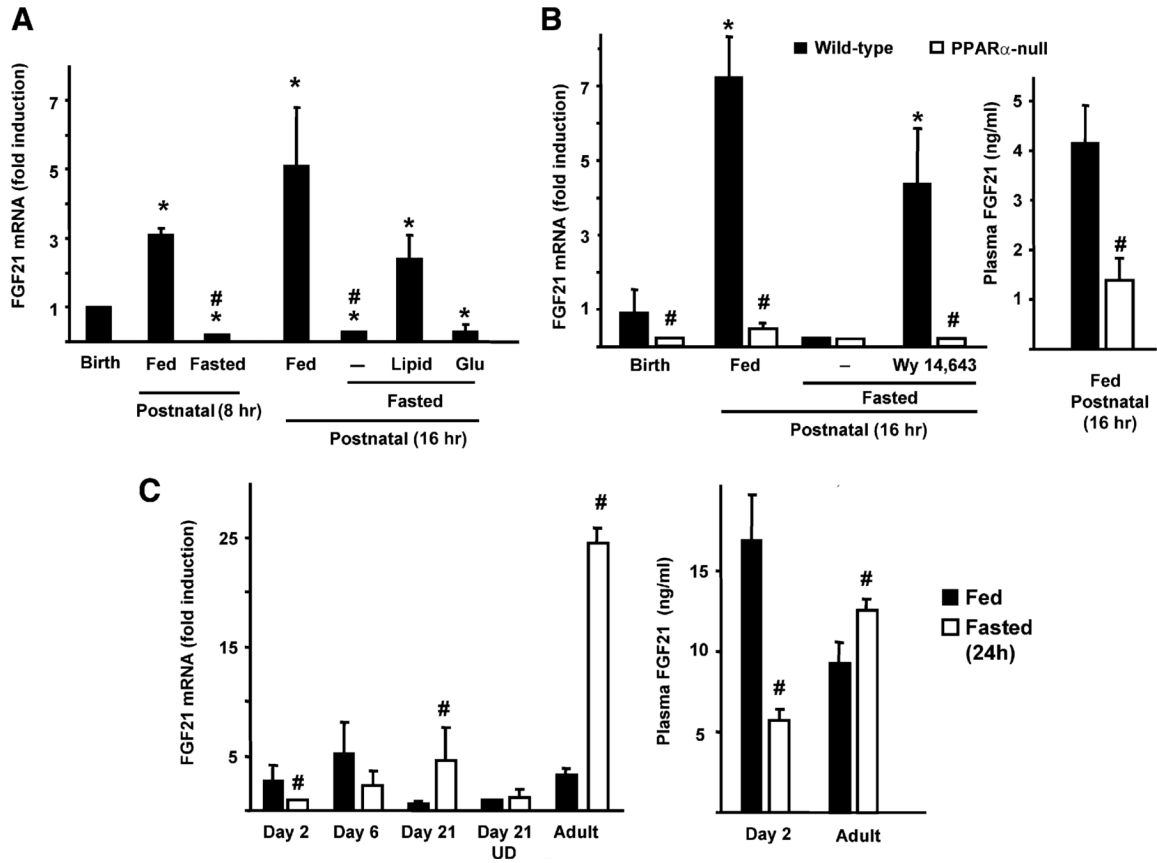 A
FGF21 mRNA (fold induction)
7
5
3
1
*
*
#
*
*
#
*
*
*
Birth
Fed
Fasted
Fed
–
Lipid
Glu
Postnatal (8 hr)
Fasted
Postnatal (16 hr)
B
Wild-type
PPARα-null
FGF21 mRNA (fold induction)
7
5
3
1
#
*
#
*
#
Birth
Fed
–
Wy 14,643
Fasted
Postnatal (16 hr)
Plasma FGF21 (ng/ml)
5
4
3
2
1
#
Fed
Postnatal
(16 hr)
C
FGF21 mRNA (fold induction)
25
15
5
#
#
#
Day 2
Day 6
Day 21
Day 21
UD
Adult
Plasma FGF21 (ng/ml)
15
10
5
#
#
Day 2
Adult
Fed
Fasted
(24h)